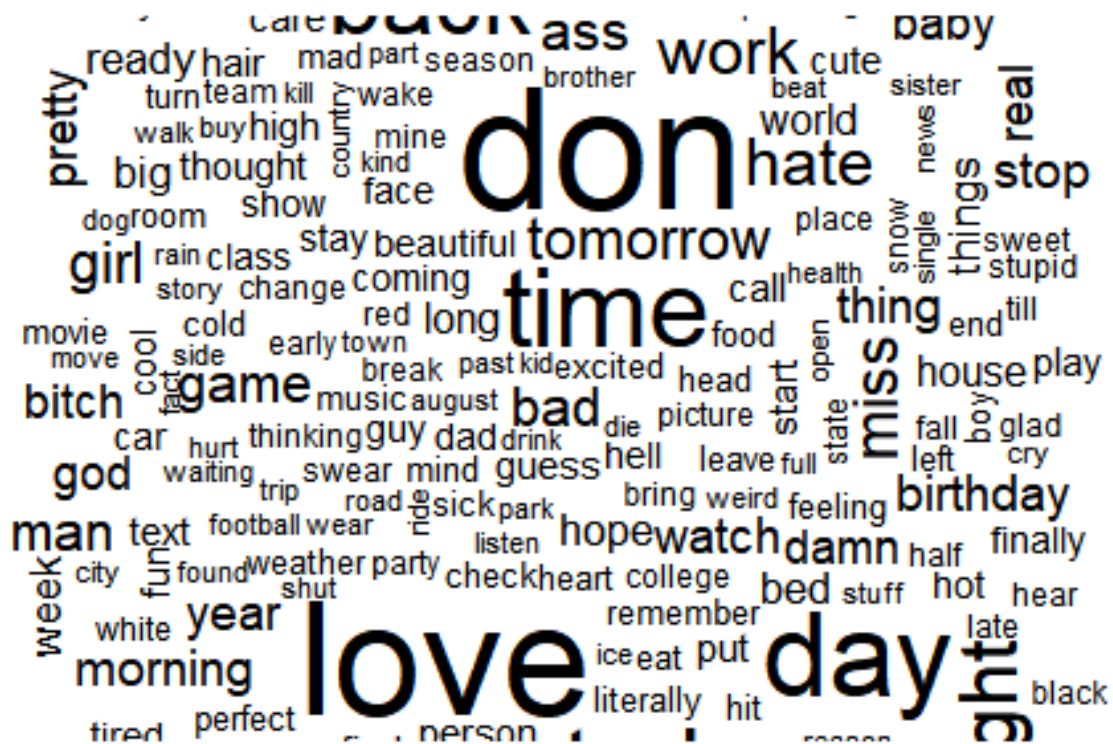 care back ass baby
ready hair mad part season work cute
brother beat sister
pretty turn team kill country wake real
walk buy high mine don world news
big thought kind hate things stop
face
dog room show place snow single
girl rain class stay beautiful tomorrow sweet
story change coming call health stupid
movie cold red long time food thing end till
move cool side early town open
fact game break past kid excited head start miss house play
bitch music august bad die picture state fall boy glad
car hurt thinking guy dad drink
god waiting swear mind guess hell leave full left cry
trip road ride sick park bring weird feeling birthday
man text football wear listen hope watch damn half finally
week city fun found weather party check heart college bed stuff hot hear
shut
white year love remember day late
morning ice eat put black
perfect literally hit
tired person